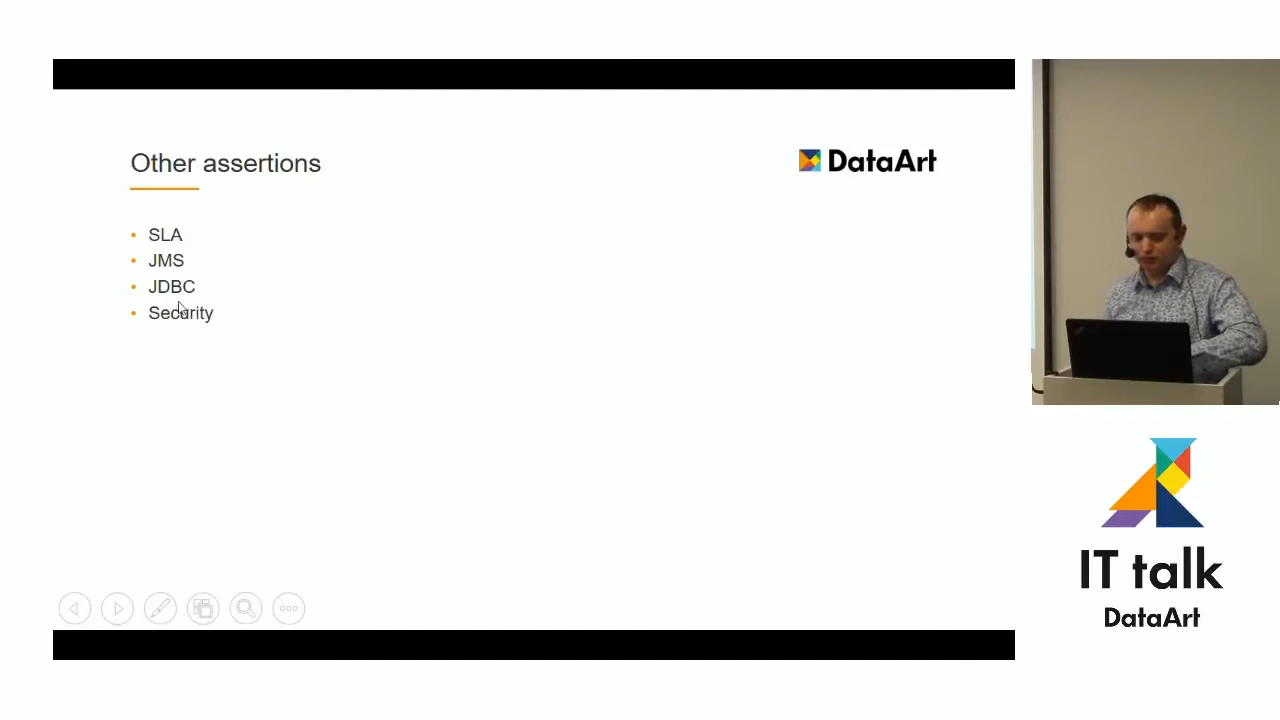 Other assertions
DataArt
• SLA
• JMS
• JDBC
• Security
IT talk
DataArt